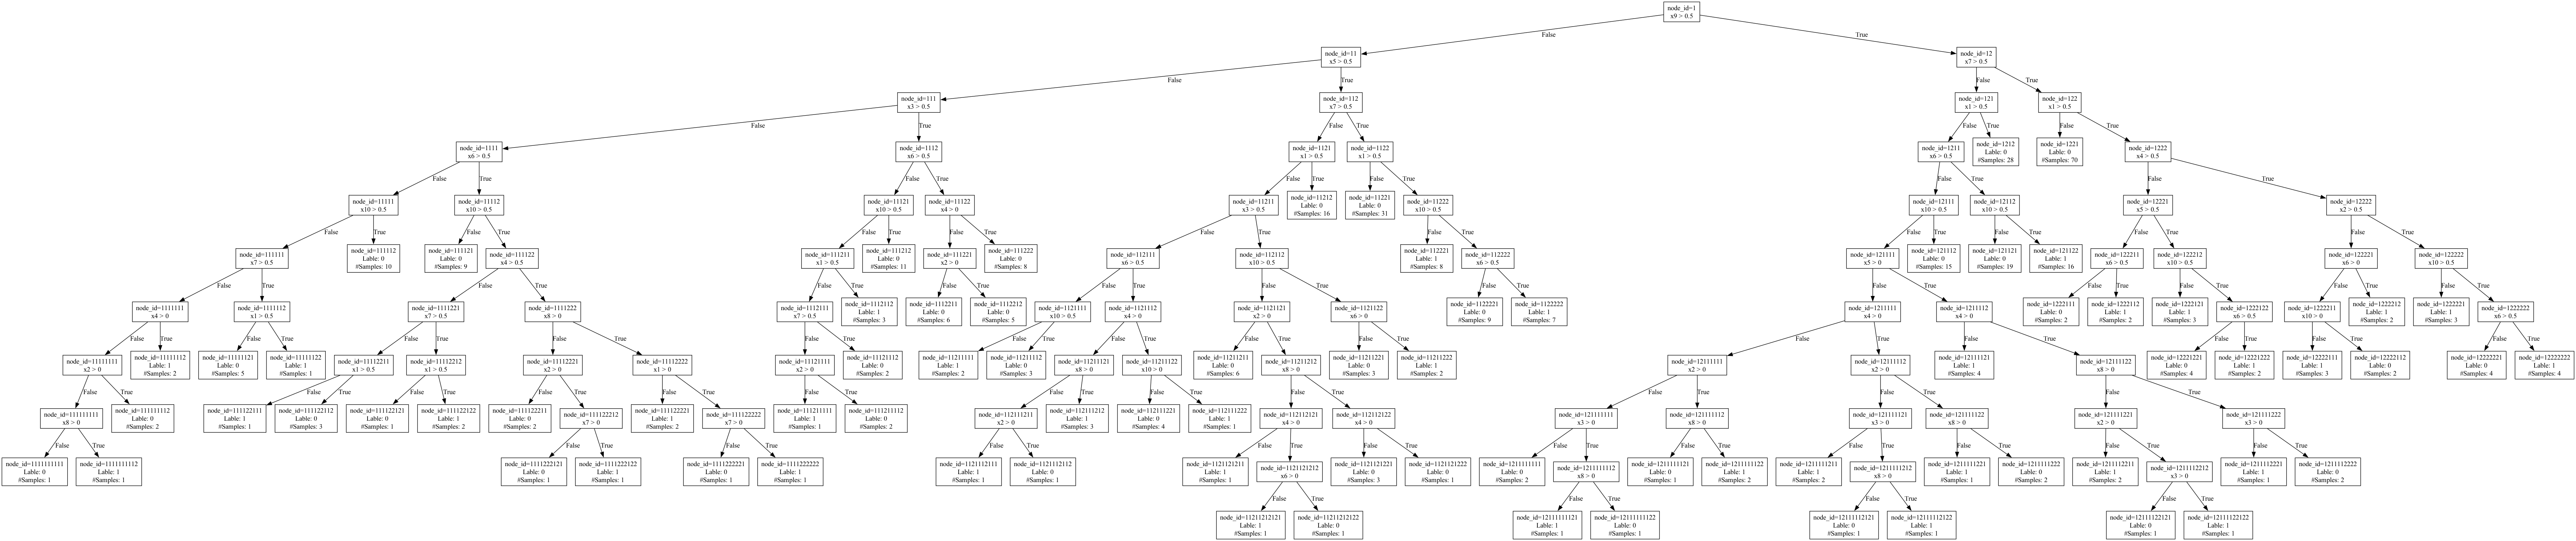 node_id=1
x9 > 0.5
False
True
node_id=11
x5 > 0.5
node_id=12
x7 > 0.5
False
True
False
True
node_id=111
x3 > 0.5
node_id=112
x7 > 0.5
node_id=121
x1 > 0.5
node_id=122
x1 > 0.5
False
True
False
True
False
True
False
True
node_id=1111
x6 > 0.5
node_id=1112
x6 > 0.5
node_id=1121
x1 > 0.5
node_id=1122
x1 > 0.5
node_id=1211
x6 > 0.5
node_id=1212
Lable: 0
#Samples: 28
node_id=1221
Lable: 0
#Samples: 70
node_id=1222
x4 > 0.5
False
True
False
True
False
True
False
True
False
True
False
True
node_id=11111
x10 > 0.5
node_id=11112
x10 > 0.5
node_id=11121
x10 > 0.5
node_id=11122
x4 > 0
node_id=11211
x3 > 0.5
node_id=11212
Lable: 0
#Samples: 16
node_id=11221
Lable: 0
#Samples: 31
node_id=11222
x10 > 0.5
node_id=12111
x10 > 0.5
node_id=12112
x10 > 0.5
node_id=12221
x5 > 0.5
node_id=12222
x2 > 0.5
False
True
False
True
False
True
False
True
False
True
False
True
False
True
False
True
False
True
False
True
node_id=111111
x7 > 0.5
node_id=111112
Lable: 0
#Samples: 10
node_id=111121
Lable: 0
#Samples: 9
node_id=111122
x4 > 0.5
node_id=111211
x1 > 0.5
node_id=111212
Lable: 0
#Samples: 11
node_id=111221
x2 > 0
node_id=111222
Lable: 0
#Samples: 8
node_id=112111
x6 > 0.5
node_id=112112
x10 > 0.5
node_id=112221
Lable: 1
#Samples: 8
node_id=112222
x6 > 0.5
node_id=121111
x5 > 0
node_id=121112
Lable: 0
#Samples: 15
node_id=121121
Lable: 0
#Samples: 19
node_id=121122
Lable: 1
#Samples: 16
node_id=122211
x6 > 0.5
node_id=122212
x10 > 0.5
node_id=122221
x6 > 0
node_id=122222
x10 > 0.5
False
True
False
True
False
True
False
True
False
True
False
True
False
True
False
True
False
True
False
True
False
True
False
True
node_id=1111111
x4 > 0
node_id=1111112
x1 > 0.5
node_id=1111221
x7 > 0.5
node_id=1111222
x8 > 0
node_id=1112111
x7 > 0.5
node_id=1112112
Lable: 1
#Samples: 3
node_id=1112211
Lable: 0
#Samples: 6
node_id=1112212
Lable: 0
#Samples: 5
node_id=1121111
x10 > 0.5
node_id=1121112
x4 > 0
node_id=1121121
x2 > 0
node_id=1121122
x6 > 0
node_id=1122221
Lable: 0
#Samples: 9
node_id=1122222
Lable: 1
#Samples: 7
node_id=1211111
x4 > 0
node_id=1211112
x4 > 0
node_id=1222111
Lable: 0
#Samples: 2
node_id=1222112
Lable: 1
#Samples: 2
node_id=1222121
Lable: 1
#Samples: 3
node_id=1222122
x6 > 0.5
node_id=1222211
x10 > 0
node_id=1222212
Lable: 1
#Samples: 2
node_id=1222221
Lable: 1
#Samples: 3
node_id=1222222
x6 > 0.5
False
True
False
True
False
True
False
True
False
True
False
True
False
True
False
True
False
True
False
True
False
True
False
True
False
True
False
True
node_id=11111111
x2 > 0
node_id=11111112
Lable: 1
#Samples: 2
node_id=11111121
Lable: 0
#Samples: 5
node_id=11111122
Lable: 1
#Samples: 1
node_id=11112211
x1 > 0.5
node_id=11112212
x1 > 0.5
node_id=11112221
x2 > 0
node_id=11112222
x1 > 0
node_id=11121111
x2 > 0
node_id=11121112
Lable: 0
#Samples: 2
node_id=11211111
Lable: 1
#Samples: 2
node_id=11211112
Lable: 0
#Samples: 3
node_id=11211121
x8 > 0
node_id=11211122
x10 > 0
node_id=11211211
Lable: 0
#Samples: 6
node_id=11211212
x8 > 0
node_id=11211221
Lable: 0
#Samples: 3
node_id=11211222
Lable: 1
#Samples: 2
node_id=12111111
x2 > 0
node_id=12111112
x2 > 0
node_id=12111121
Lable: 1
#Samples: 4
node_id=12111122
x8 > 0
node_id=12221221
Lable: 0
#Samples: 4
node_id=12221222
Lable: 1
#Samples: 2
node_id=12222111
Lable: 1
#Samples: 3
node_id=12222112
Lable: 0
#Samples: 2
node_id=12222221
Lable: 0
#Samples: 4
node_id=12222222
Lable: 1
#Samples: 4
False
True
False
True
False
True
False
True
False
True
False
True
False
True
False
True
False
True
False
True
False
True
False
True
node_id=111111111
x8 > 0
node_id=111111112
Lable: 0
#Samples: 2
node_id=111122111
Lable: 1
#Samples: 1
node_id=111122112
Lable: 0
#Samples: 3
node_id=111122121
Lable: 0
#Samples: 1
node_id=111122122
Lable: 1
#Samples: 2
node_id=111122211
Lable: 0
#Samples: 2
node_id=111122212
x7 > 0
node_id=111122221
Lable: 1
#Samples: 2
node_id=111122222
x7 > 0
node_id=111211111
Lable: 1
#Samples: 1
node_id=111211112
Lable: 0
#Samples: 2
node_id=112111211
x2 > 0
node_id=112111212
Lable: 1
#Samples: 3
node_id=112111221
Lable: 0
#Samples: 4
node_id=112111222
Lable: 1
#Samples: 1
node_id=112112121
x4 > 0
node_id=112112122
x4 > 0
node_id=121111111
x3 > 0
node_id=121111112
x8 > 0
node_id=121111121
x3 > 0
node_id=121111122
x8 > 0
node_id=121111221
x2 > 0
node_id=121111222
x3 > 0
False
True
False
True
False
True
False
True
False
True
False
True
False
True
False
True
False
True
False
True
False
True
False
True
node_id=1111111111
Lable: 0
#Samples: 1
node_id=1111111112
Lable: 1
#Samples: 1
node_id=1111222121
Lable: 0
#Samples: 1
node_id=1111222122
Lable: 1
#Samples: 1
node_id=1111222221
Lable: 0
#Samples: 1
node_id=1111222222
Lable: 1
#Samples: 1
node_id=1121112111
Lable: 1
#Samples: 1
node_id=1121112112
Lable: 0
#Samples: 1
node_id=1121121211
Lable: 1
#Samples: 1
node_id=1121121212
x6 > 0
node_id=1121121221
Lable: 0
#Samples: 3
node_id=1121121222
Lable: 0
#Samples: 1
node_id=1211111111
Lable: 0
#Samples: 2
node_id=1211111112
x8 > 0
node_id=1211111121
Lable: 0
#Samples: 1
node_id=1211111122
Lable: 1
#Samples: 2
node_id=1211111211
Lable: 1
#Samples: 2
node_id=1211111212
x8 > 0
node_id=1211111221
Lable: 1
#Samples: 1
node_id=1211111222
Lable: 0
#Samples: 2
node_id=1211112211
Lable: 1
#Samples: 2
node_id=1211112212
x3 > 0
node_id=1211112221
Lable: 1
#Samples: 1
node_id=1211112222
Lable: 0
#Samples: 2
False
True
False
True
False
True
False
True
node_id=11211212121
Lable: 1
#Samples: 1
node_id=11211212122
Lable: 0
#Samples: 1
node_id=12111111121
Lable: 1
#Samples: 1
node_id=12111111122
Lable: 0
#Samples: 1
node_id=12111112121
Lable: 0
#Samples: 1
node_id=12111112122
Lable: 1
#Samples: 1
node_id=12111122121
Lable: 0
#Samples: 1
node_id=12111122122
Lable: 1
#Samples: 1